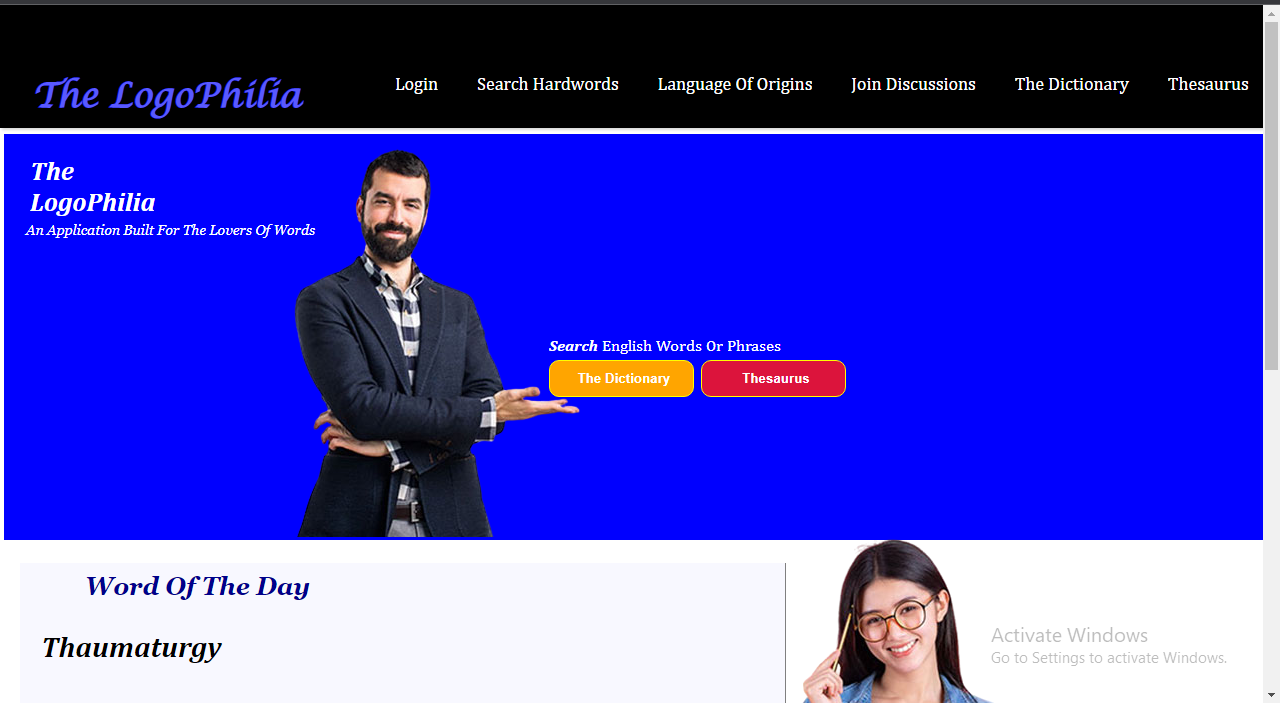 The LogoPhilia
Login Search Hardwords Language Of Origins Join Discussions The Dictionary Thesaurus
The
LogoPhilia
An Application Built For The Lovers Of Words
Search English Words Or Phrases
The Dictionary Thesaurus
Word Of The Day
Thaumaturgy
Activate Windows
Go to Settings to activate Windows.